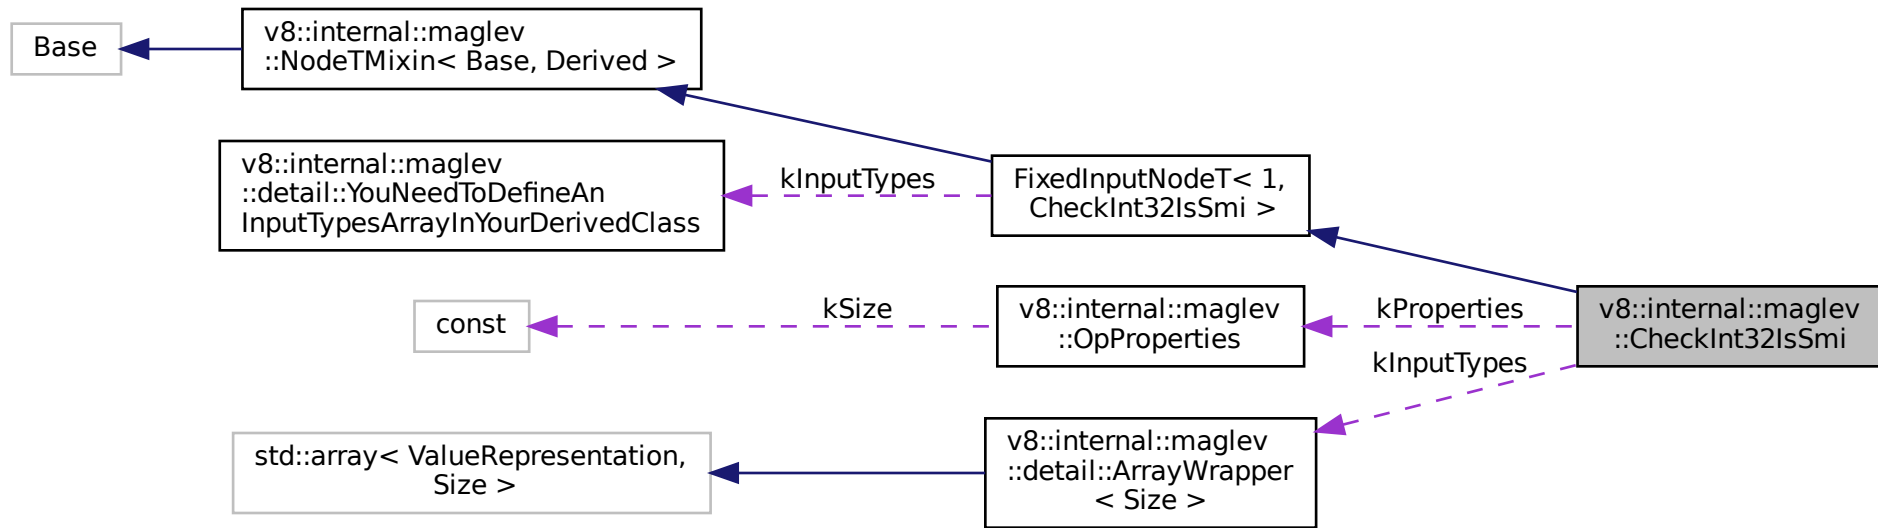 Base
v8::internal::maglev
::NodeTMixin< Base, Derived >
v8::internal::maglev
::detail::YouNeedToDefineAn
InputTypesArrayInYourDerivedClass
kInputTypes
FixedInputNodeT< 1,
CheckInt32IsSmi >
const
kSize
v8::internal::maglev
::OpProperties
kProperties
v8::internal::maglev
::CheckInt32IsSmi
kInputTypes
std::array< ValueRepresentation,
Size >
v8::internal::maglev
::detail::ArrayWrapper
< Size >